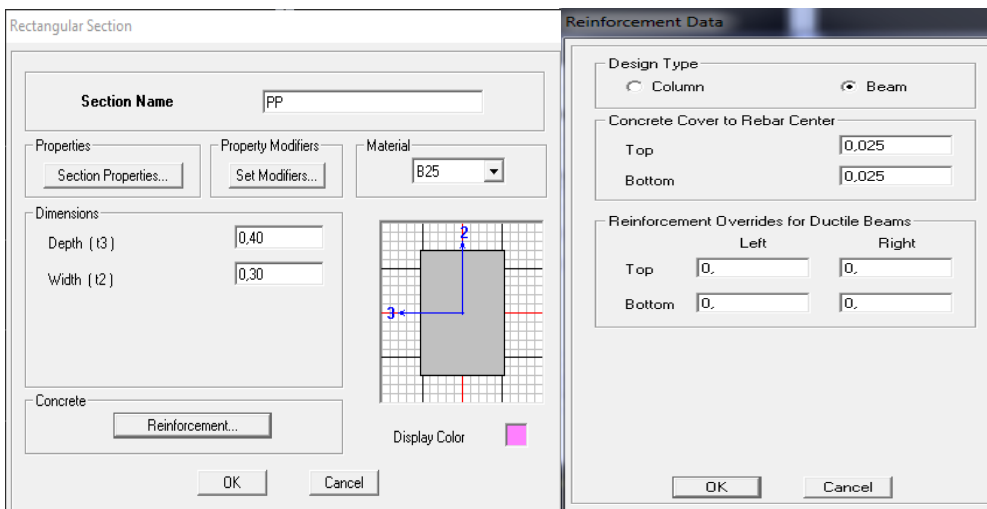 Rectangular Section
Section Name PP
Properties Property Modifiers Material
Section Properties... Set Modifiers... B25
Dimensions
Depth ( t3 ) 0,40
Width ( t2 ) 0,30
2
3
Concrete
Reinforcement...
Display Color
OK Cancel
Reinforcement Data
Design Type
Column Beam
Concrete Cover to Rebar Center
Top 0,025
Bottom 0,025
Reinforcement Overrides for Ductile Beams
Left Right
Top 0, 0,
Bottom 0, 0,
OK Cancel